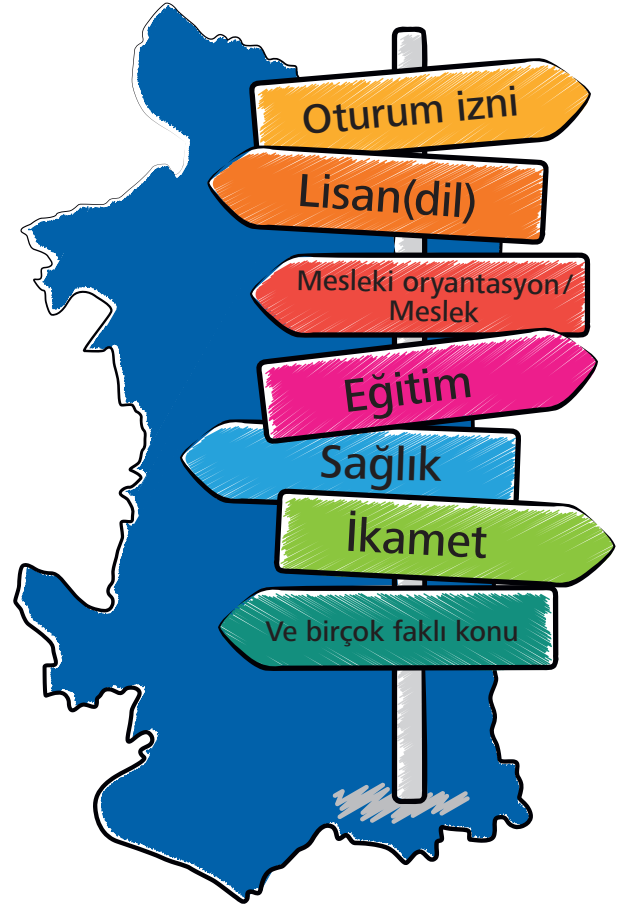 Oturum izni
Lisan(dil)
Mesleki oryantasyon/
Meslek
Eğitim
Sağlık
İkamet
Ve birçok faklı konu